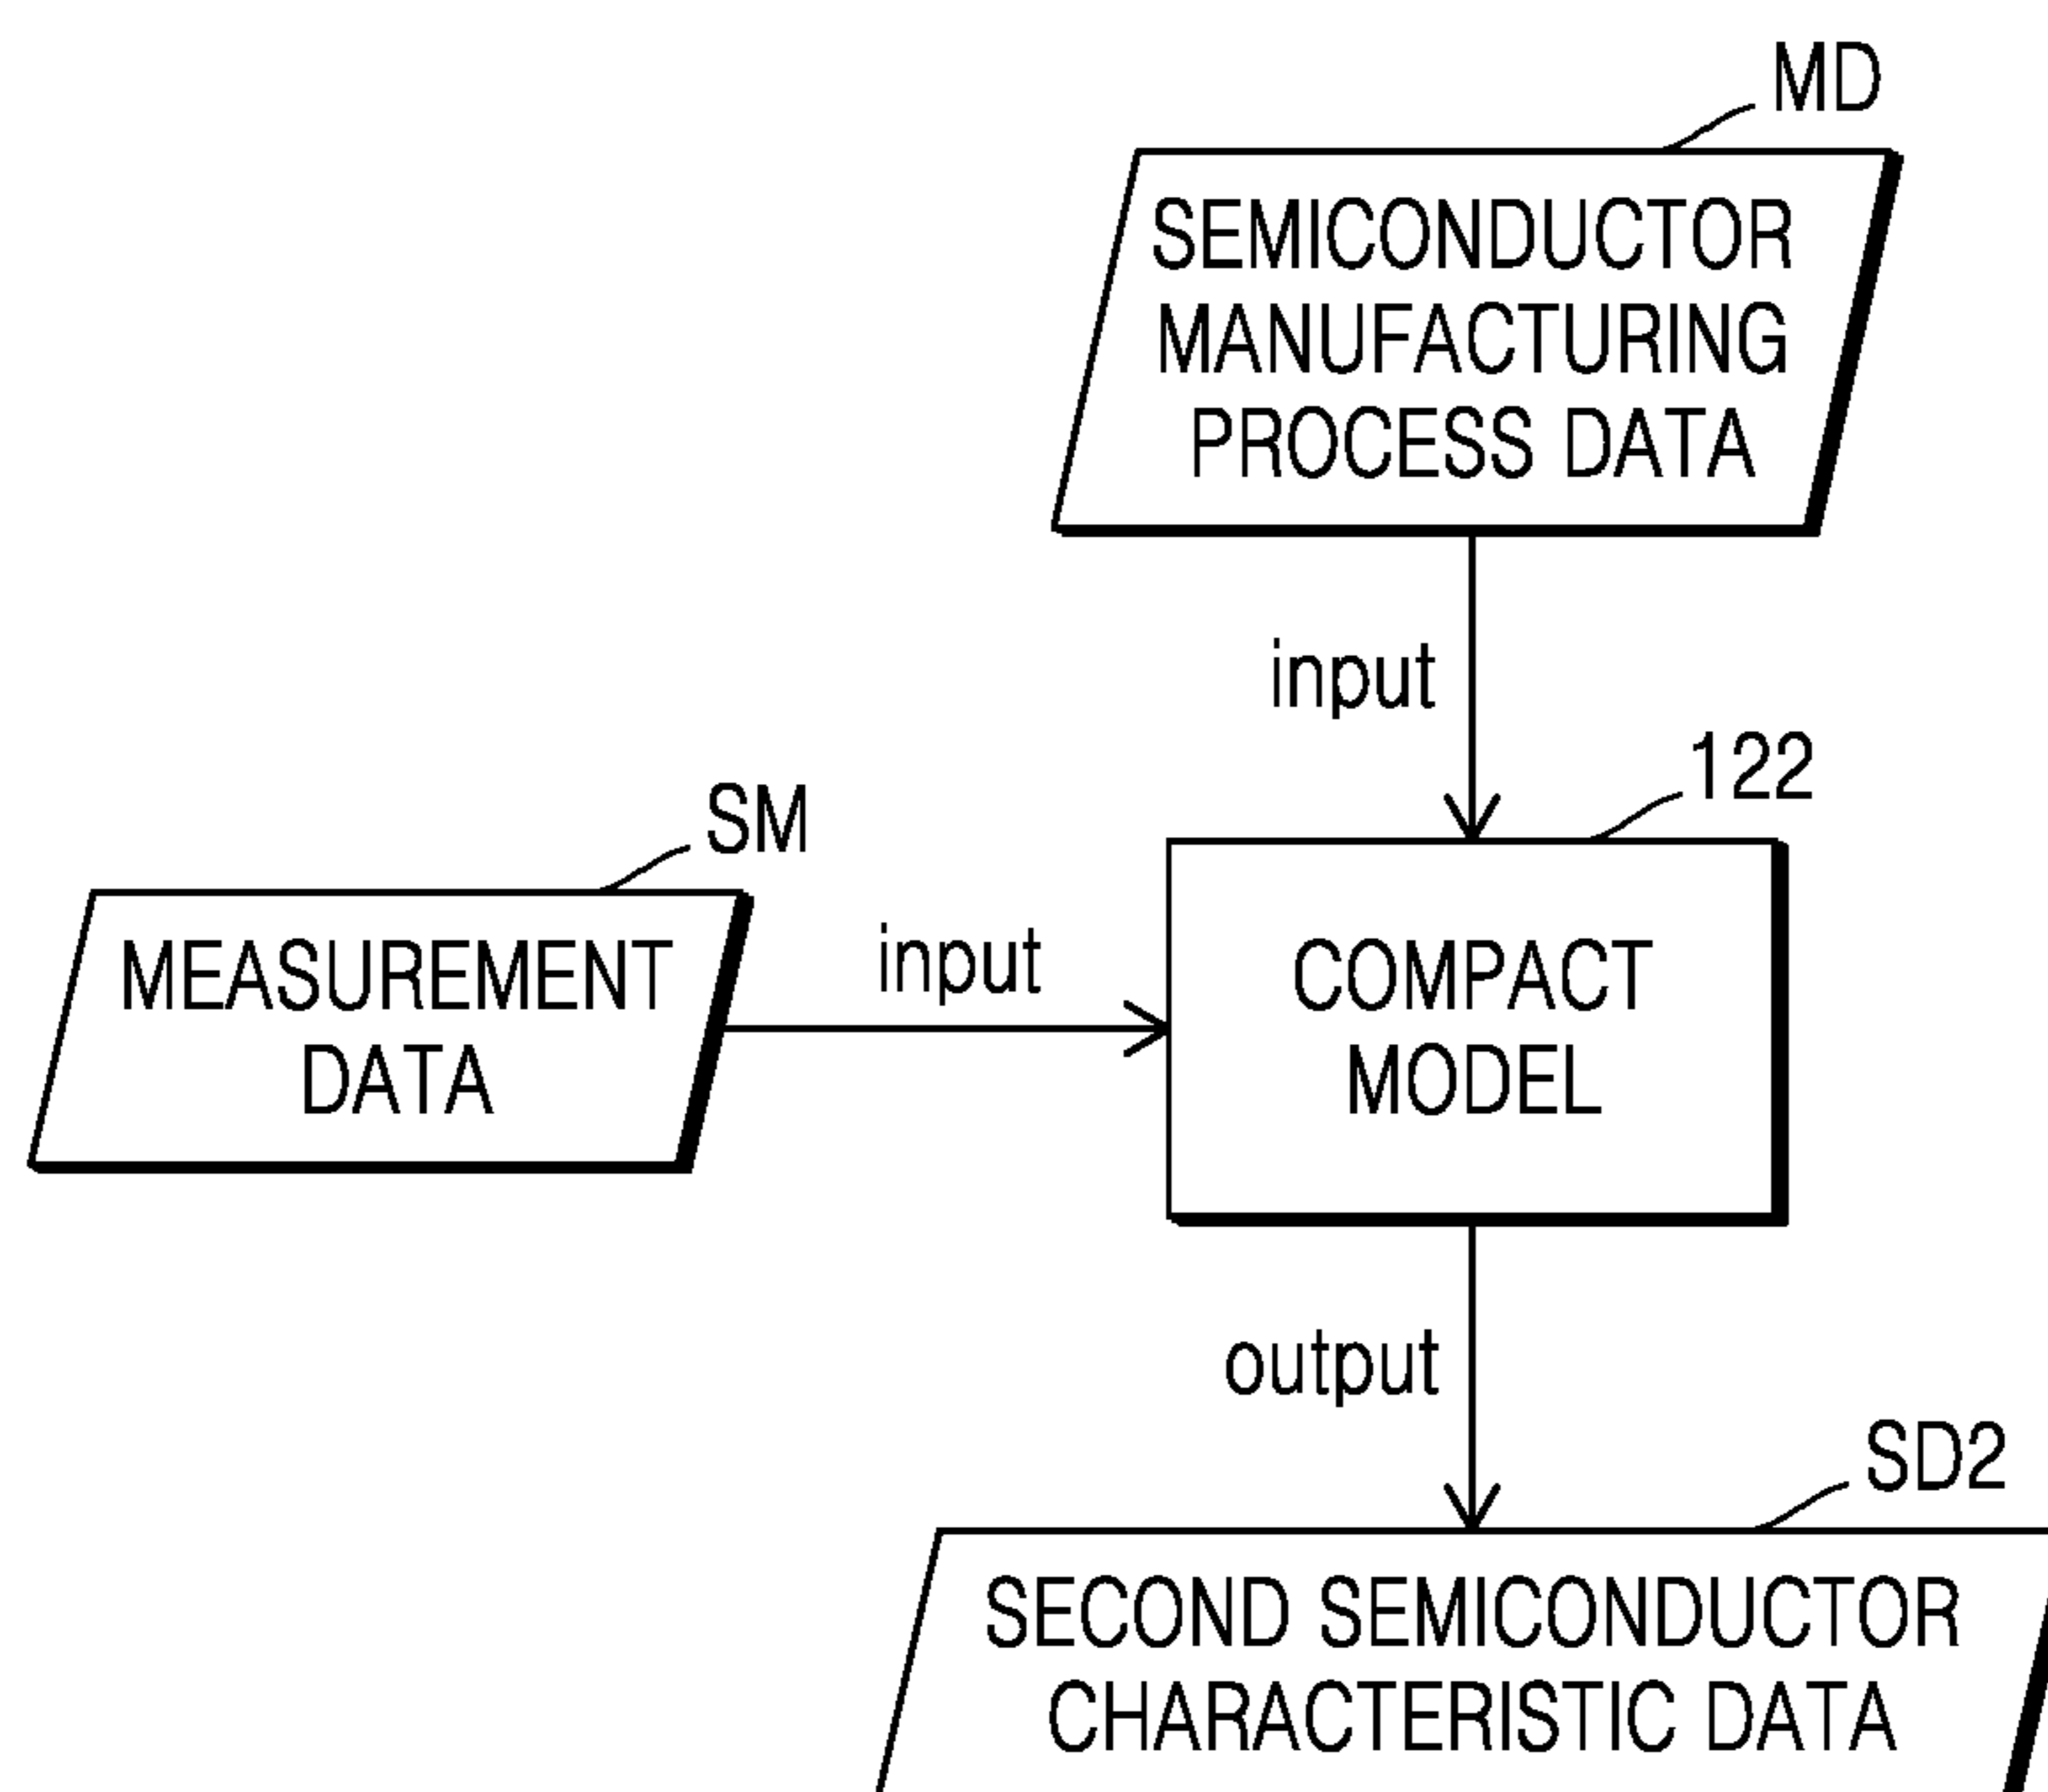 MD
SEMICONDUCTOR
MANUFACTURING
PROCESS DATA
input
122
SM
MEASUREMENT
DATA
input
COMPACT
MODEL
output
SD2
SECOND SEMICONDUCTOR
CHARACTERISTIC DATA